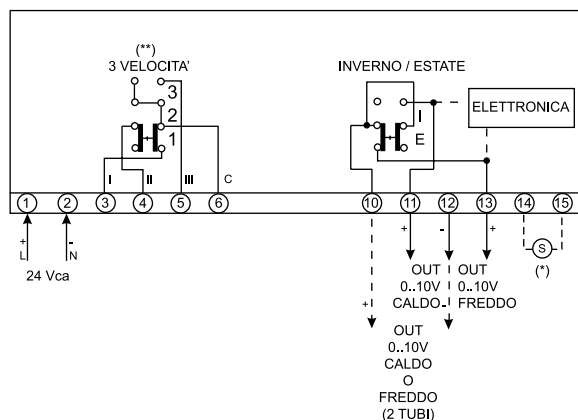 (**)
3 VELOCITA'
INVERNO / ESTATE
3
2
1
I
E
ELETTRONICA
I
II
III
C
1
2
3
4
5
6
10
11
12
13
14
15
+
L
-
N
24 Vca
+
-
+
S
(*)
OUT
0..10V
CALDO
-
OUT
0..10V
FREDDO
+
OUT
0..10V
CALDO
O
FREDDO
(2 TUBI)